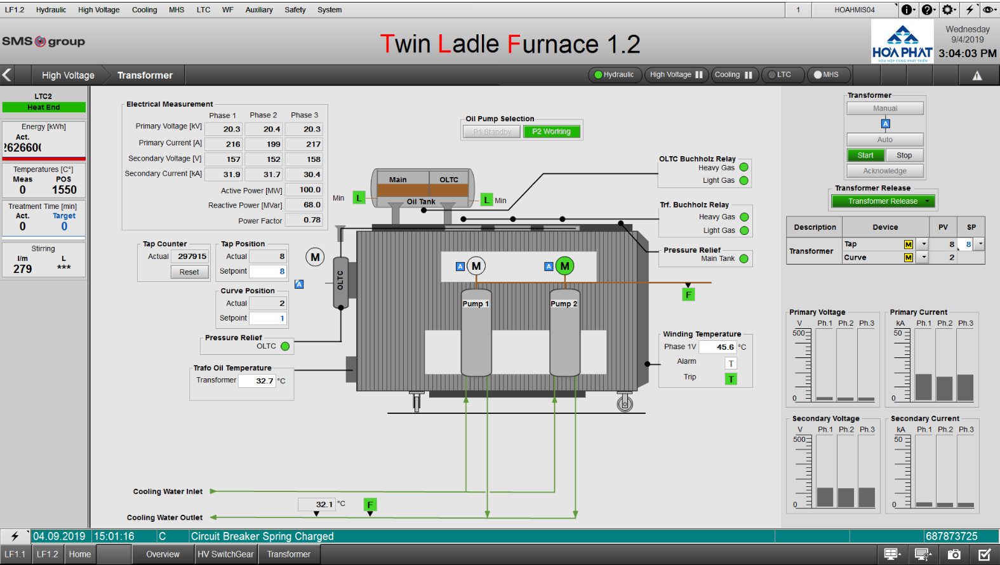 LF1.2 Hydraulic High Voltage Cooling MHS LTC WF Auxiliary Safety System 1 HOAHMIS04
SMS group
Twin Ladle Furnace 1.2
HÒA PHÁT
HÒA HỢP CÙNG PHÁT TRIỂN
Wednesday
9/4/2019
3:04:03 PM
High Voltage Transformer Hydraulic High Voltage Cooling LTC MHS
LTC2
Heat End
Energy [kWh]
Act.
Temperatures [C°]
Meas POS
0 1550
Treatment Time [min]
Act. Target
0 0
Stirring
l/m L
279 ***
Electrical Measurement
Phase 1 Phase 2 Phase 3
Primary Voltage [kV] 20.3 20.4 20.3
Primary Current [A] 216 199 217
Secondary Voltage [V] 157 152 158
Secondary Current [kA] 31.9 31.7 30.4
Active Power [MW] 100.0
Reactive Power [MVar] 68.0
Power Factor 0.78
Tap Counter
Actual 297915
Reset
Tap Position
Actual 8
Setpoint 8
Curve Position
Actual 2
Setpoint 1
Pressure Relief
OLTC
Trafo Oil Temperature
Transformer 32.7 °C
Oil Pump Selection
P1 Standby P2 Working
Main OLTC
Oil Tank
Min L
L Min
M
A
OLTC
A M
A M
Pump 1
Pump 2
F
OLTC Buchholz Relay
Heavy Gas
Light Gas
Trf. Buchholz Relay
Heavy Gas
Light Gas
Pressure Relief
Main Tank
Winding Temperature
Phase 1V 45.6 °C
Alarm T
Trip T
Cooling Water Inlet
32.1 °C F
Cooling Water Outlet
Transformer
Manual
A
Auto
Start Stop
Acknowledge
Transformer Release
Transformer Release
Description Device PV SP
Transformer
Tap M 8 8
Curve M 2
Primary Voltage
V Ph.1 Ph.2 Ph.3
500
0
Primary Current
kA Ph.1 Ph.2 Ph.3
50
0
Secondary Voltage
V Ph.1 Ph.2 Ph.3
500
0
Secondary Current
kA Ph.1 Ph.2 Ph.3
50
0
04.09.2019 15:01:16 C Circuit Breaker Spring Charged 687873725
LF1.1 LF1.2 Home Overview HV SwitchGear Transformer